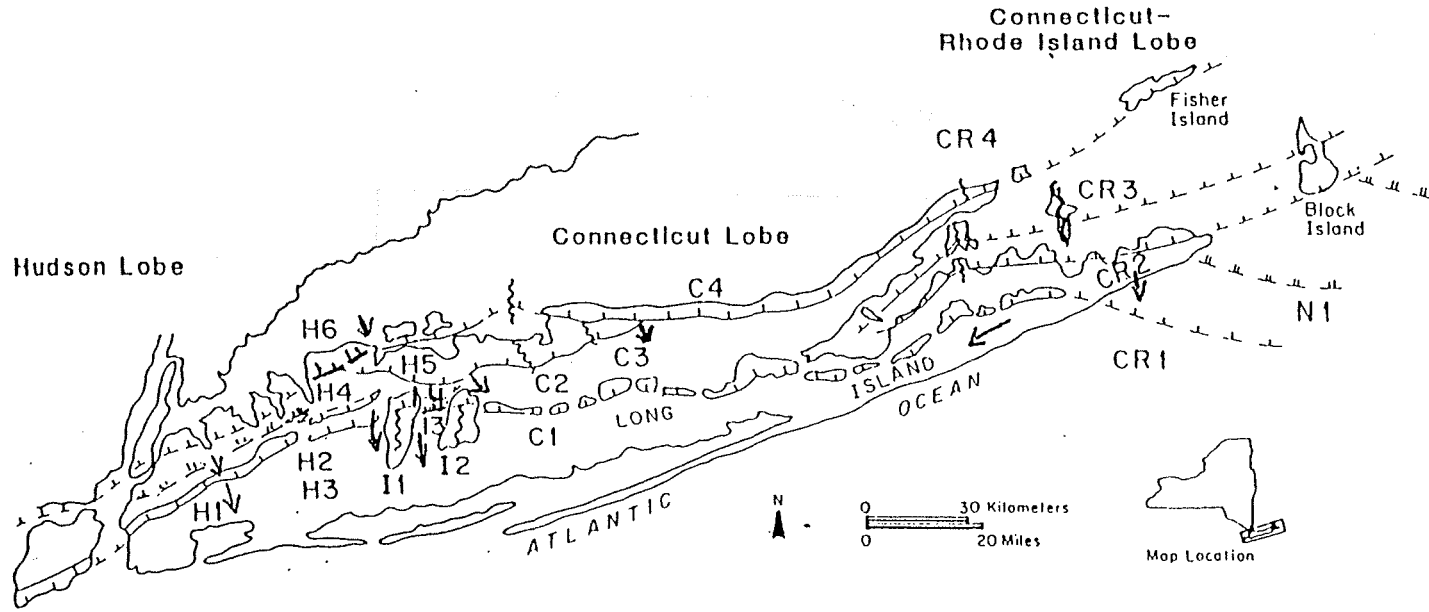 Connecticut-
Rhode Island Lobe
Fisher
Island
CR4
CR3
Block
Island
Connecticut Lobe
Hudson Lobe
C4
CR2
N1
H6
H5
C3
CR1
H4
C2
I4
I3
ISLAND
LONG
OCEAN
C1
H2
H3
I1
I2
H1
ATLANTIC
N
0 30 Kilometers
0 20 Miles
Map Location